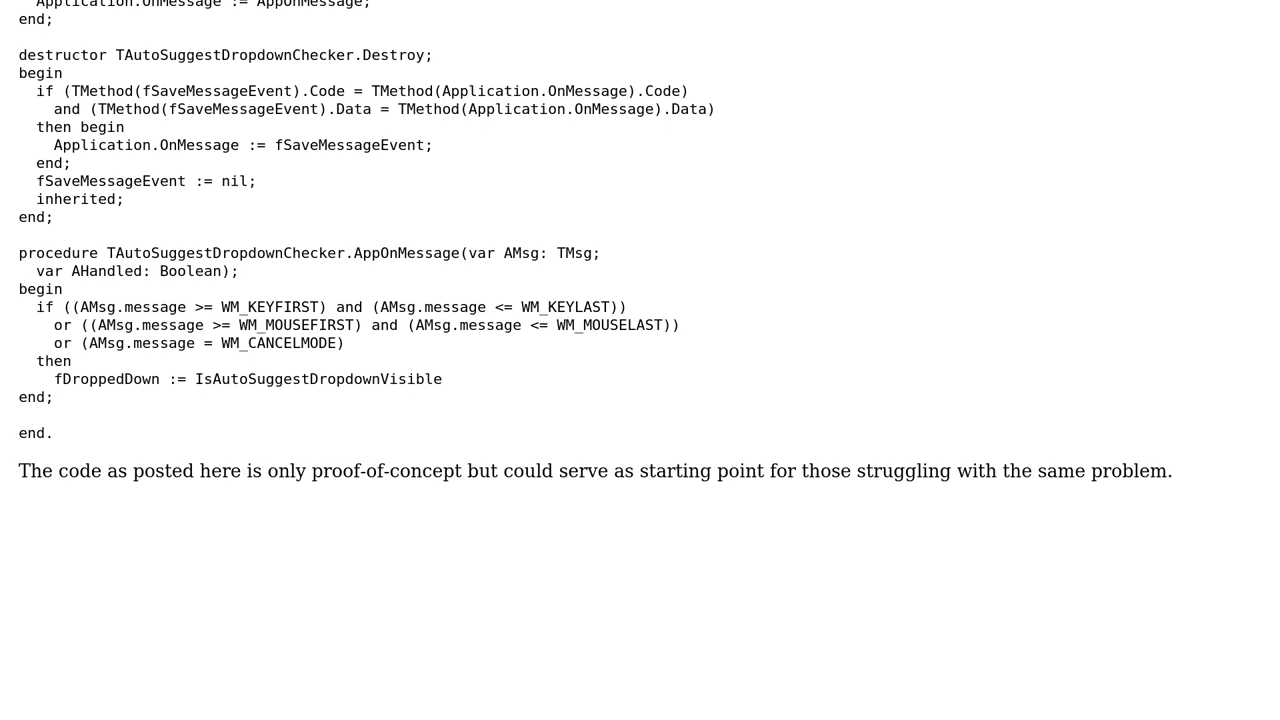 Application.OnMessage := AppOnMessage;
end;

destructor TAutoSuggestDropdownChecker.Destroy;
begin
  if (TMethod(fSaveMessageEvent).Code = TMethod(Application.OnMessage).Code)
    and (TMethod(fSaveMessageEvent).Data = TMethod(Application.OnMessage).Data)
  then begin
    Application.OnMessage := fSaveMessageEvent;
  end;
  fSaveMessageEvent := nil;
  inherited;
end;

procedure TAutoSuggestDropdownChecker.AppOnMessage(var AMsg: TMsg;
  var AHandled: Boolean);
begin
  if ((AMsg.message >= WM_KEYFIRST) and (AMsg.message <= WM_KEYLAST))
    or ((AMsg.message >= WM_MOUSEFIRST) and (AMsg.message <= WM_MOUSELAST))
    or (AMsg.message = WM_CANCELMODE)
  then
    fDroppedDown := IsAutoSuggestDropdownVisible
end;

end.
The code as posted here is only proof-of-concept but could serve as starting point for those struggling with the same problem.